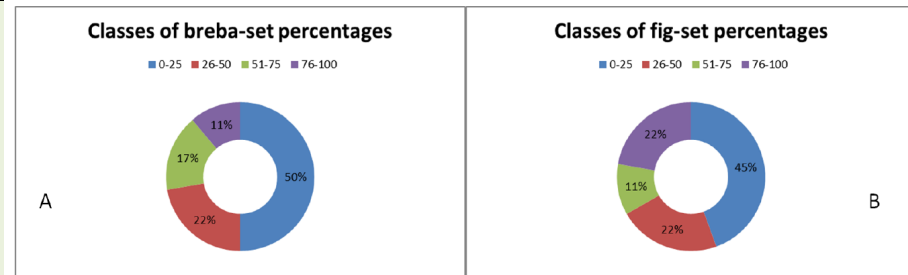 Classes of breba-set percentages
0-25 26-50 51-75 76-100
11%
17%
50%
22%
A
Classes of fig-set percentages
0-25 26-50 51-75 76-100
22%
45%
11%
22%
B